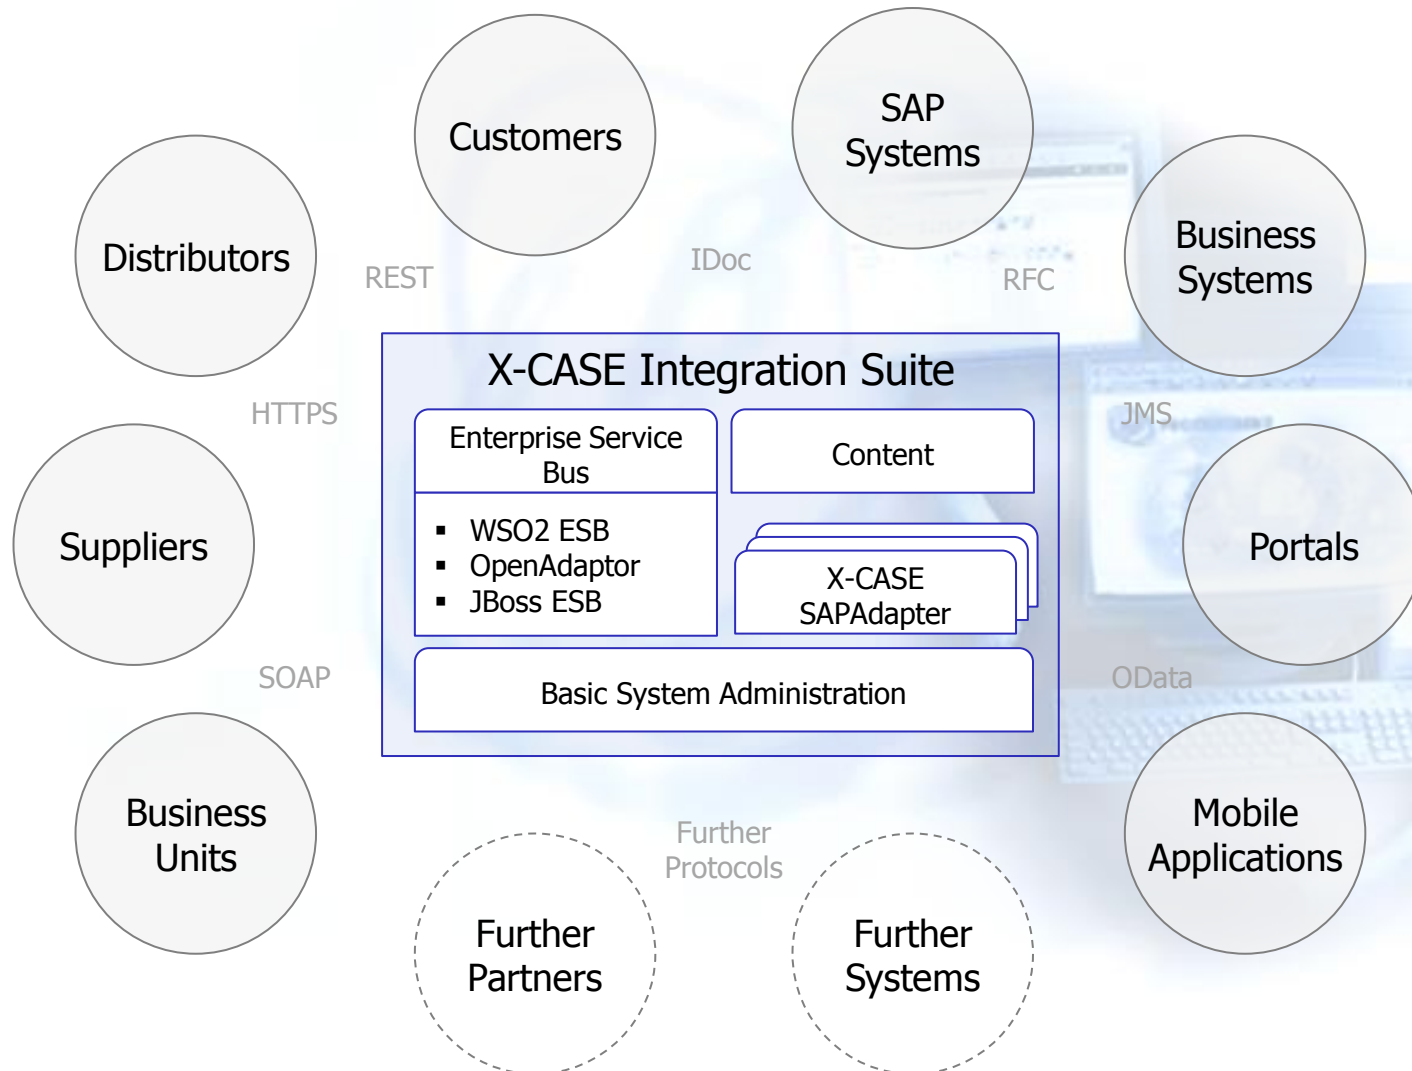 Customers
SAP
Systems
Distributors
Business
Systems
REST
IDoc
RFC
X-CASE Integration Suite
HTTPS
JMS
Enterprise Service
Bus
Content
Suppliers
▪ WSO2 ESB
▪ OpenAdaptor
▪ JBoss ESB
X-CASE
SAPAdapter
Portals
SOAP
OData
Basic System Administration
Business
Units
Further
Protocols
Mobile
Applications
Further
Partners
Further
Systems